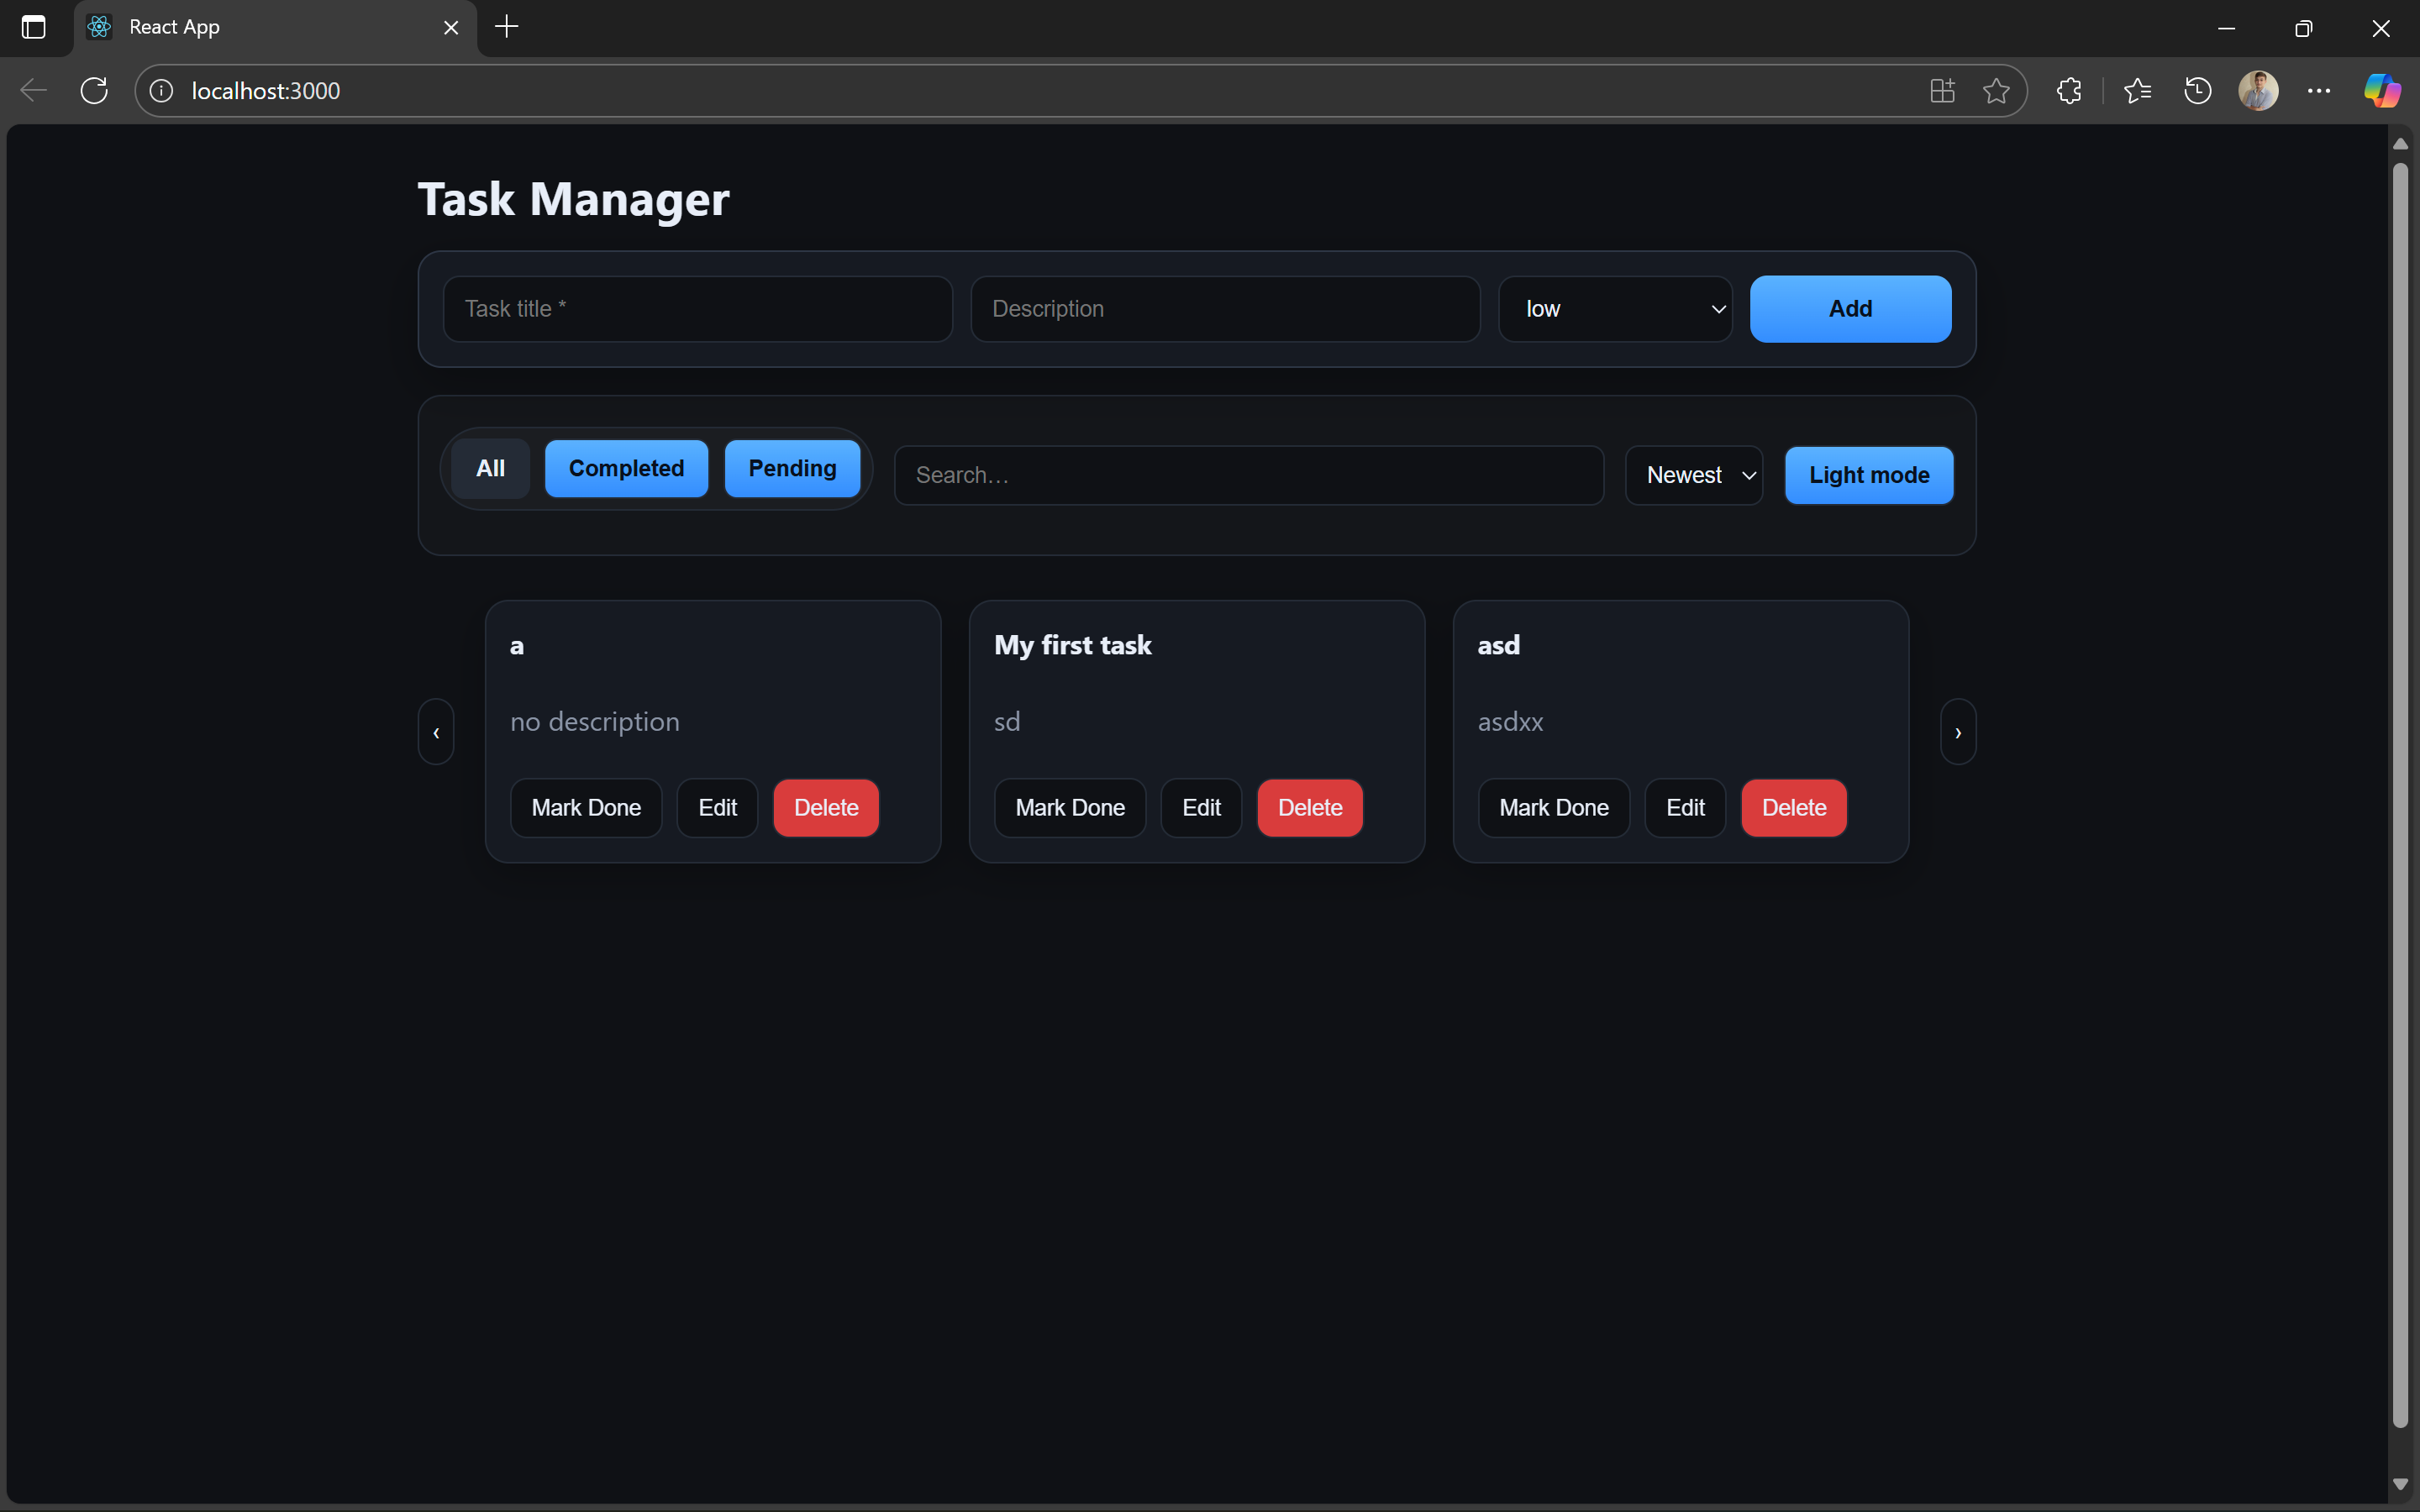 React App
localhost:3000
Task Manager
Task title * Description low Add
All Completed Pending Search... Newest Light mode
a My first task asd
no description sd asdxx
‹ ›
Mark Done Edit Delete Mark Done Edit Delete Mark Done Edit Delete